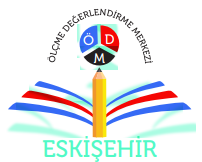 ÖLÇME DEĞERLENDİRME MERKEZİ
Ö D
M
ESKİŞEHİR